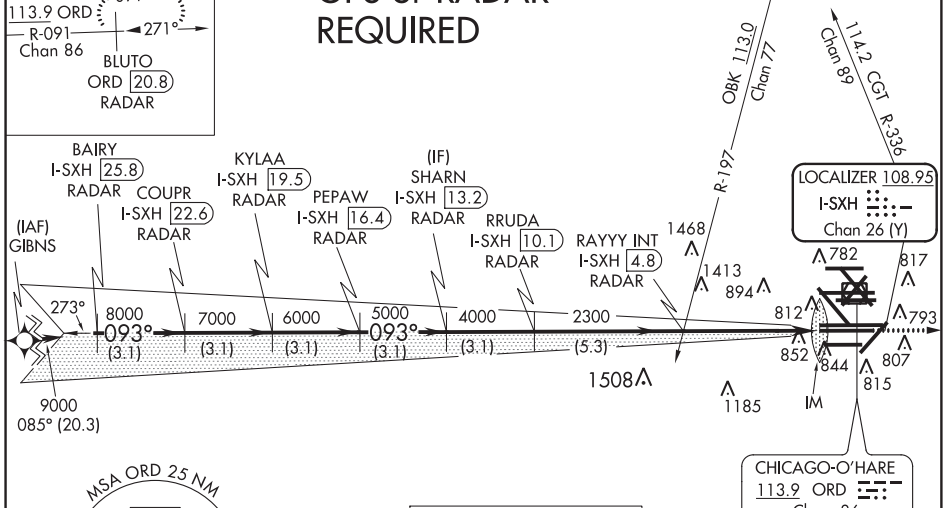 113.9 ORD
R-091
Chan 86
271°
BLUTO
ORD 20.8
RADAR
REQUIRED
OBK 113.0
Chan 77
R-197
114.2 CGT
Chan 89
R-336
BAIRY
I-SXH 25.8
RADAR
COUPR
I-SXH 22.6
RADAR
KYLAA
I-SXH 19.5
RADAR
PEPAW
I-SXH 16.4
RADAR
(IF)
SHARN
I-SXH 13.2
RADAR
RRUDA
I-SXH 10.1
RADAR
RAYYY INT
I-SXH 4.8
RADAR
LOCALIZER 108.95
I-SXH
Chan 26 (Y)
(IAF)
GIBNS
273°
8000
7000
6000
5000
4000
2300
093°
093°
(3.1)
(3.1)
(3.1)
(3.1)
(3.1)
(5.3)
9000
085° (20.3)
1468
1413
894
782
817
812
793
852
844
807
815
1508
1185
IM
MSA ORD 25 NM
CHICAGO-O'HARE
113.9 ORD